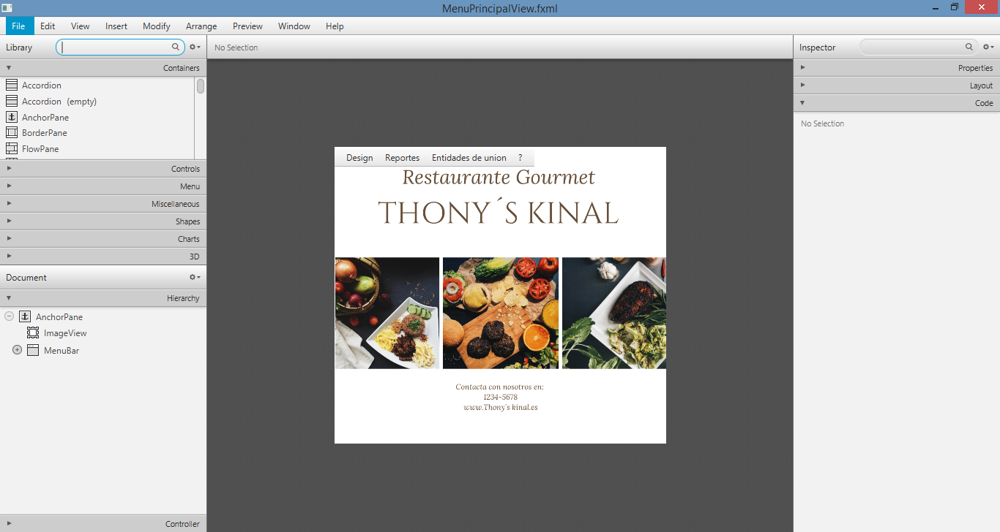 MenuPrincipalView.fxml
File Edit View Insert Modify Arrange Preview Window Help
Library
No Selection
Inspector
Containers
Accordion
Accordion (empty)
AnchorPane
BorderPane
FlowPane
Controls
Menu
Miscellaneous
Shapes
Charts
3D
Document
Hierarchy
AnchorPane
ImageView
MenuBar
Controller
Design Reportes Entidades de union ?
Restaurante Gourmet
THONY´S KINAL
Contacta con nosotros en:
1234-5678
www.Thony´s kinal.es
Properties
Layout
Code
No Selection